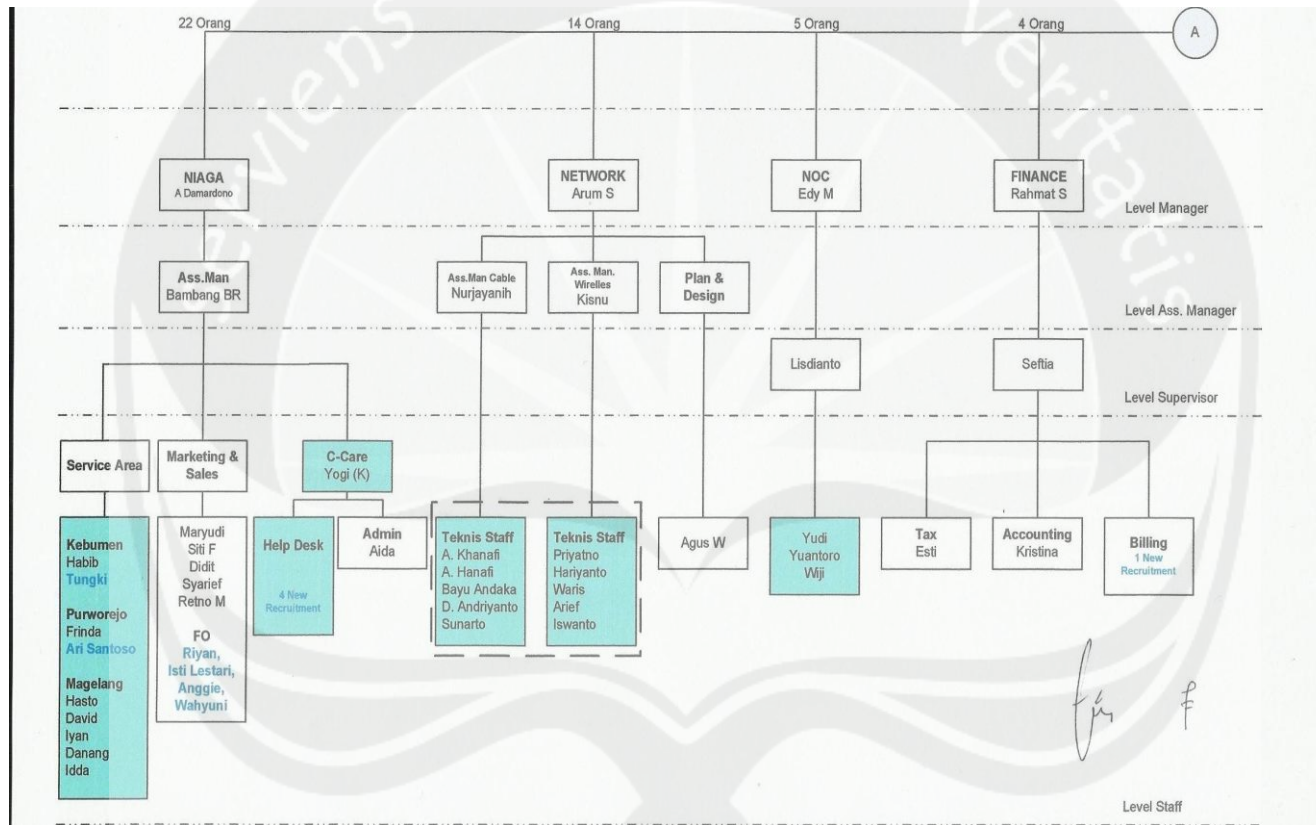 22 Orang
14 Orang
5 Orang
4 Orang
A
serviens
veritatis
NIAGA
A Damardono
NETWORK
Arum S
NOC
Edy M
FINANCE
Rahmat S
Level Manager
Ass.Man
Bambang BR
Ass.Man Cable
Nurjayanih
Ass. Man.
Wirelles
Kisnu
Plan &
Design
Level Ass. Manager
Lisdianto
Seftia
Level Supervisor
Service Area
Marketing &
Sales
C-Care
Yogi (K)
Kebumen
Habib
Tungki
Purworejo
Frinda
Ari Santoso
Magelang
Hasto
David
Iyan
Danang
Idda
Maryudi
Siti F
Didit
Syarief
Retno M
FO
Riyan,
Isti Lestari,
Anggie,
Wahyuni
Help Desk
4 New
Recruitment
Admin
Aida
Teknis Staff
A. Khanafi
A. Hanafi
Bayu Andaka
D. Andriyanto
Sunarto
Teknis Staff
Priyatno
Hariyanto
Waris
Arief
Iswanto
Agus W
Yudi
Yuantoro
Wiji
Tax
Esti
Accounting
Kristina
Billing
1 New
Recruitment
Level Staff